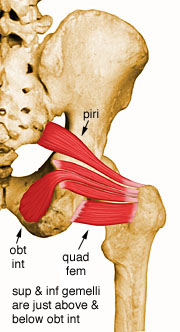 piri
obt
int
quad
fem
sup & inf gemelli
are just above &
below obt int